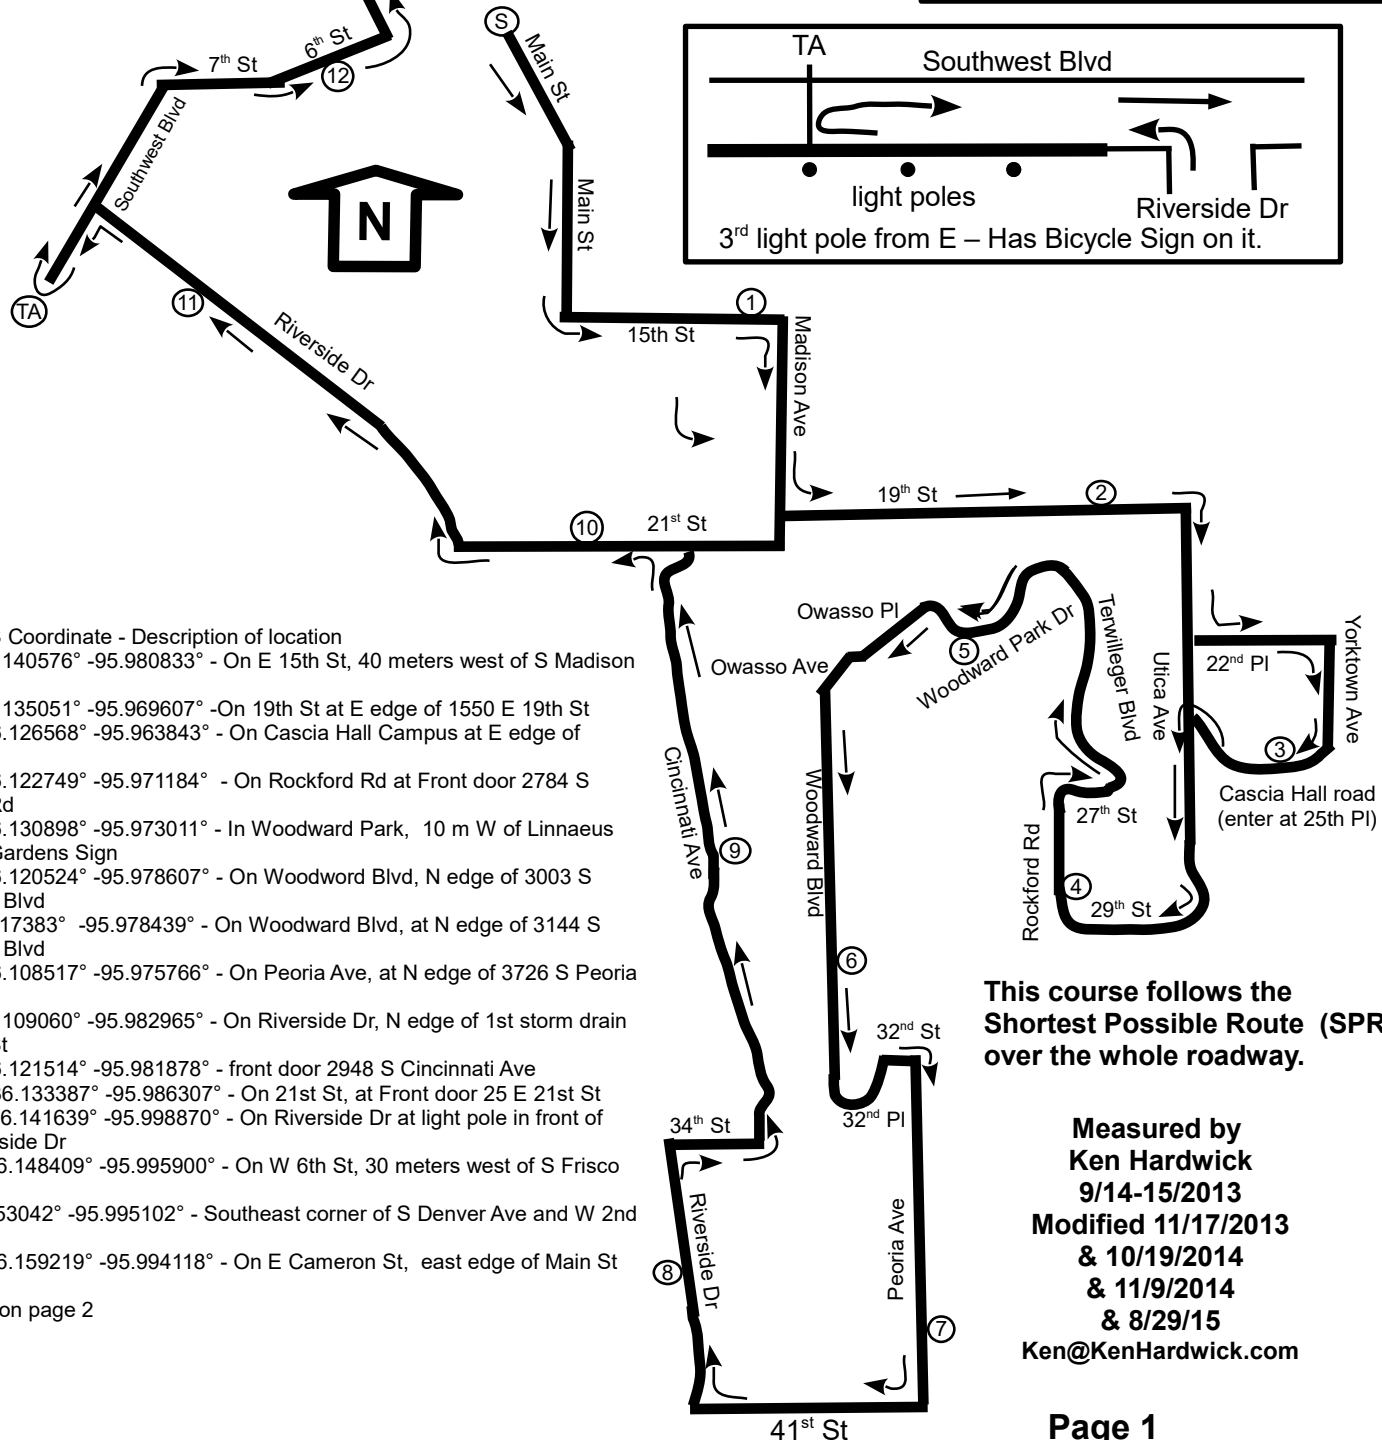 S
Main St
6th St
7th St
12
Southwest Blvd
TA
Southwest Blvd
light poles
Riverside Dr
3rd light pole from E – Has Bicycle Sign on it.
N
Main St
TA
11
Riverside Dr
1
15th St
Madison Ave
19th St
2
10
21st St
Owasso Pl
Owasso Ave
5
Woodward Park Dr
Terwilleger Blvd
Utica Ave
22nd Pl
Yorktown Ave
3
Cascia Hall road
(enter at 25th Pl)
27th St
Rockford Rd
4
29th St
Cincinnati Ave
9
Woodward Blvd
6
32nd St
32nd Pl
34th St
Riverside Dr
8
Peoria Ave
7
41st St
Coordinate - Description of location
140576° -95.980833° - On E 15th St, 40 meters west of S Madison
135051° -95.969607° -On 19th St at E edge of 1550 E 19th St
.126568° -95.963843° - On Cascia Hall Campus at E edge of
.122749° -95.971184° - On Rockford Rd at Front door 2784 S
Rd
.130898° -95.973011° - In Woodward Park, 10 m W of Linnaeus
Gardens Sign
.120524° -95.978607° - On Woodword Blvd, N edge of 3003 S
Blvd
17383° -95.978439° - On Woodward Blvd, at N edge of 3144 S
Blvd
.108517° -95.975766° - On Peoria Ave, at N edge of 3726 S Peoria
109060° -95.982965° - On Riverside Dr, N edge of 1st storm drain
.121514° -95.981878° - front door 2948 S Cincinnati Ave
36.133387° -95.986307° - On 21st St, at Front door 25 E 21st St
6.141639° -95.998870° - On Riverside Dr at light pole in front of
side Dr
6.148409° -95.995900° - On W 6th St, 30 meters west of S Frisco
53042° -95.995102° - Southeast corner of S Denver Ave and W 2nd
6.159219° -95.994118° - On E Cameron St, east edge of Main St
on page 2
This course follows the
Shortest Possible Route (SPR
over the whole roadway.
Measured by
Ken Hardwick
9/14-15/2013
Modified 11/17/2013
& 10/19/2014
& 11/9/2014
& 8/29/15
Ken@KenHardwick.com
Page 1